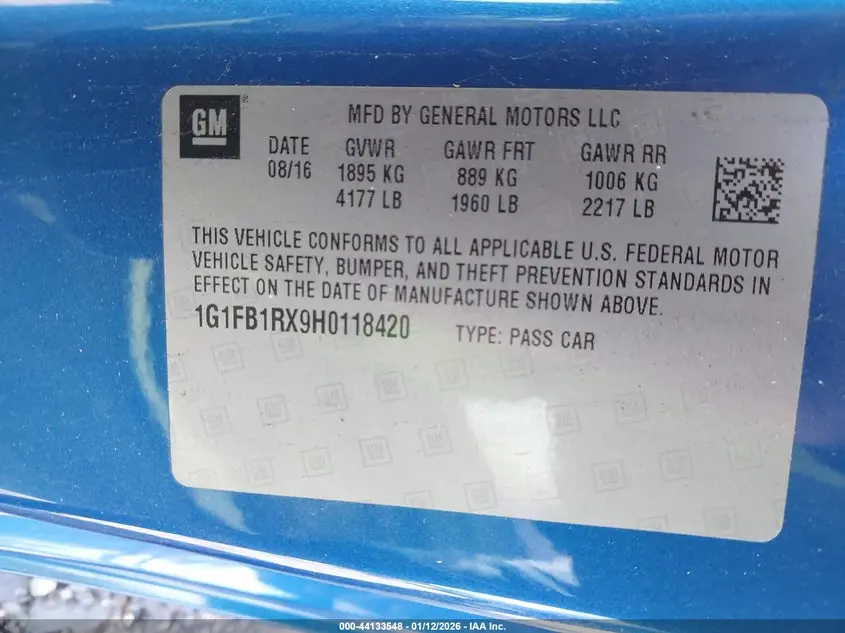 GM
MFD BY GENERAL MOTORS LLC
DATE GVWR GAWR FRT GAWR RR
08/16 1895 KG 889 KG 1006 KG
4177 LB 1960 LB 2217 LB
THIS VEHICLE CONFORMS TO ALL APPLICABLE U.S. FEDERAL MOTOR
VEHICLE SAFETY, BUMPER, AND THEFT PREVENTION STANDARDS IN
EFFECT ON THE DATE OF MANUFACTURE SHOWN ABOVE.
1G1FB1RX9H0118420 TYPE: PASS CAR
000-44133548 - 01/12/2026 - IAA Inc.